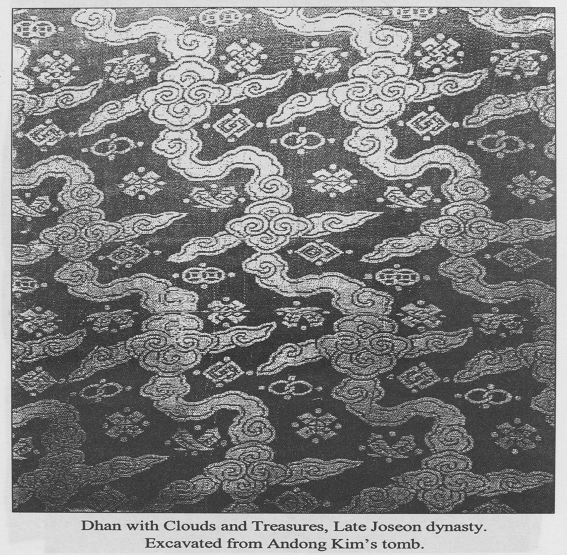 Dhan with Clouds and Treasures, Late Joseon dynasty.
Excavated from Andong Kim's tomb.